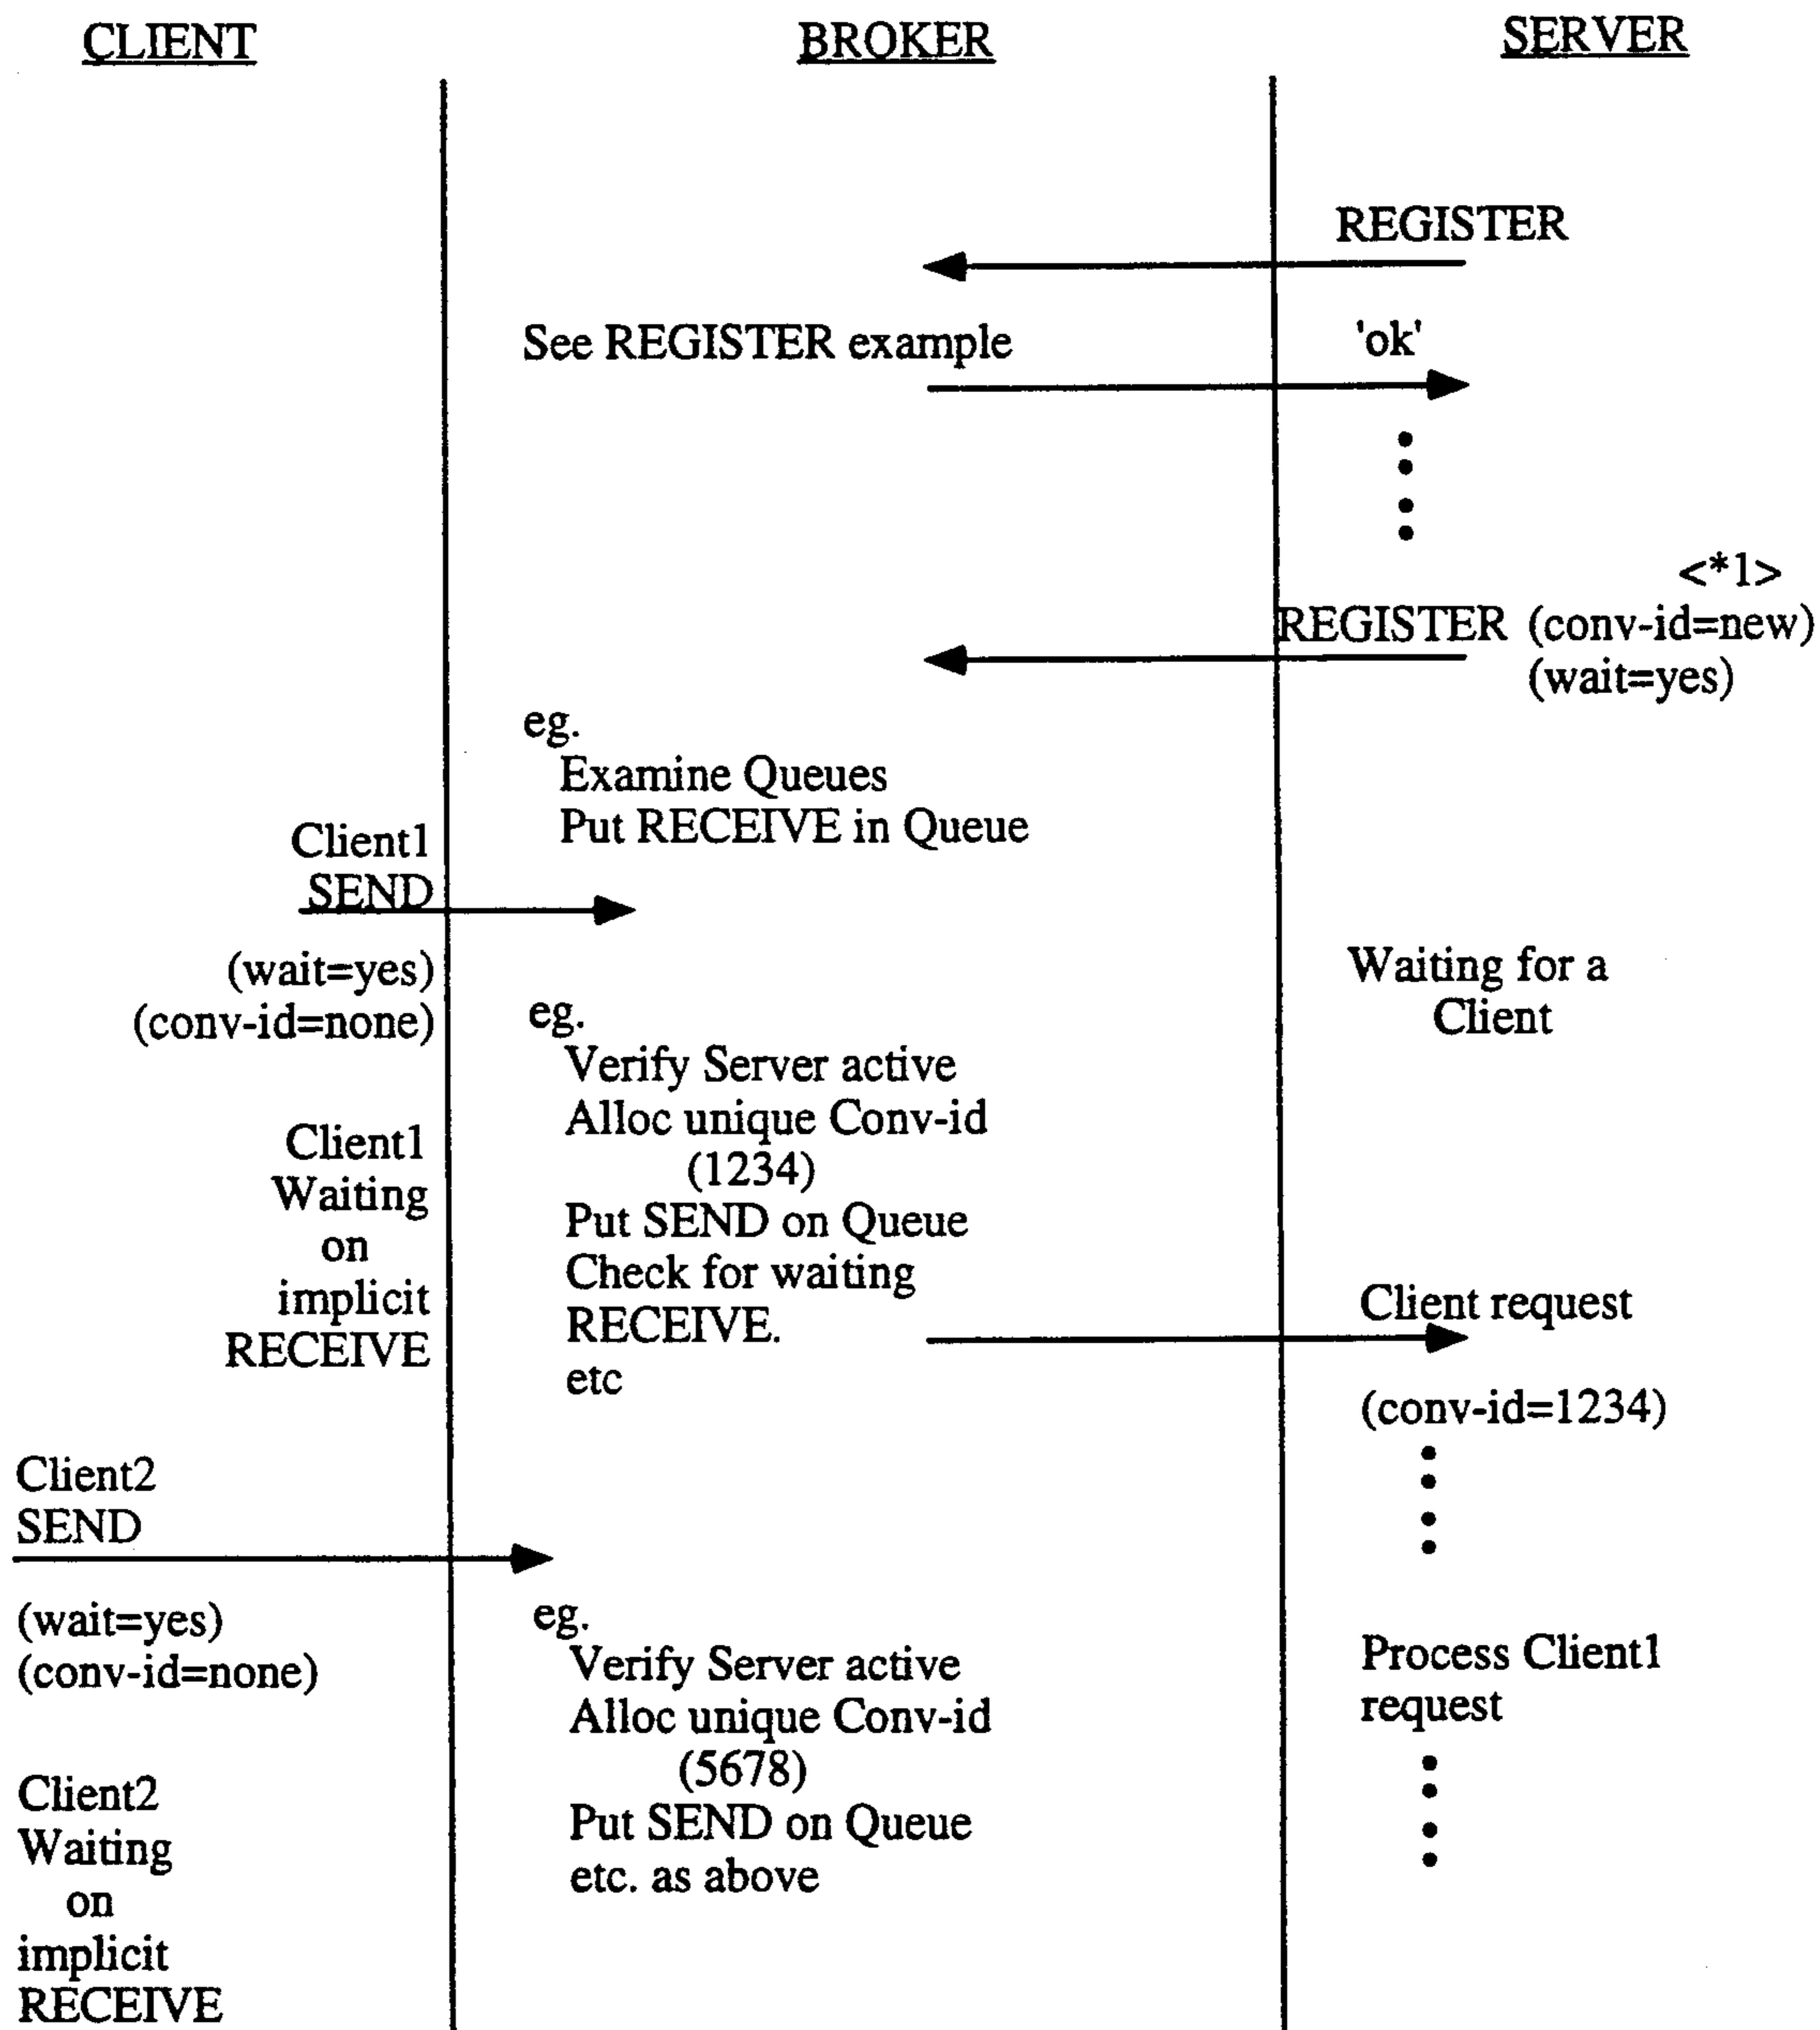 CLIENT
BROKER
SERVER
REGISTER
See REGISTER example
'ok'
<*1>
REGISTER (conv-id=new)
(wait=yes)
eg.
Examine Queues
Put RECEIVE in Queue
Client1
SEND
(wait=yes)
(conv-id=none)
Waiting for a
Client
eg.
Verify Server active
Alloc unique Conv-id
(1234)
Put SEND on Queue
Check for waiting
RECEIVE.
etc
Client1
Waiting
on
implicit
RECEIVE
Client request
(conv-id=1234)
Client2
SEND
(wait=yes)
(conv-id=none)
eg.
Verify Server active
Alloc unique Conv-id
(5678)
Put SEND on Queue
etc. as above
Process Client1
request
Client2
Waiting
on
implicit
RECEIVE